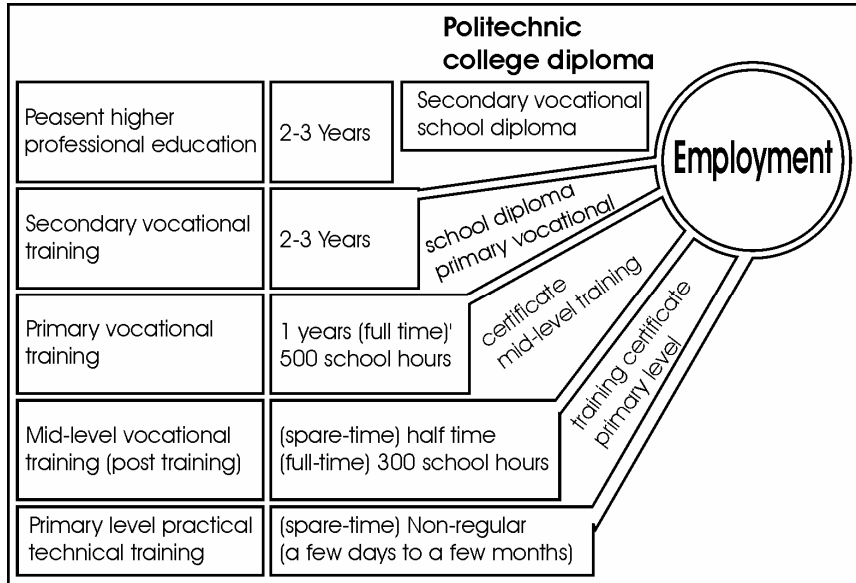 Politechnic
college diploma
Peasent higher
professional education
2-3 Years
Secondary vocational
school diploma
Employment
Secondary vocational
training
2-3 Years
school diploma
primary vocational
Primary vocational
training
1 years (full time)'
500 school hours
certificate
mid-level training
Mid-level vocational
training (post training)
(spare-time) half time
(full-time) 300 school hours
training certificate
primary level
Primary level practical
technical training
(spare-time) Non-regular
(a few days to a few months)